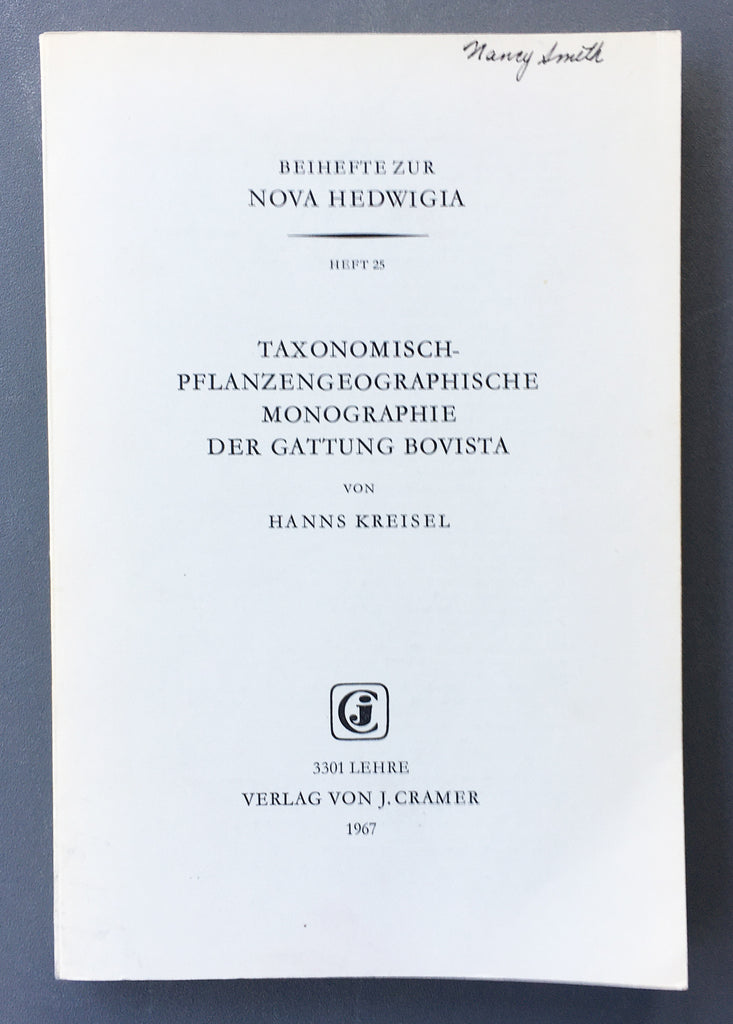 Nancy Smith
BEIHEFTE ZUR
NOVA HEDWIGIA
HEFT 25
TAXONOMISCH-
PFLANZENGEOGRAPHISCHE
MONOGRAPHIE
DER GATTUNG BOVISTA
VON
HANNS KREISEL
CJ
3301 LEHRE
VERLAG VON J. CRAMER
1967